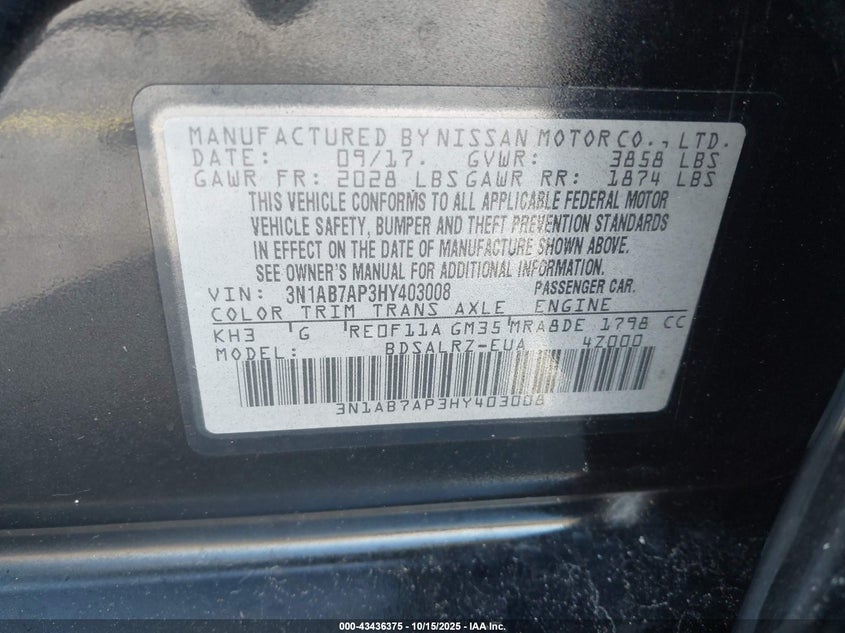 MANUFACTURED BY NISSAN MOTOR CO., LTD.
DATE: 09/17. GVWR: 3858 LBS
GAWR FR: 2028 LBS GAWR RR: 1874 LBS
THIS VEHICLE CONFORMS TO ALL APPLICABLE FEDERAL MOTOR
VEHICLE SAFETY, BUMPER AND THEFT PREVENTION STANDARDS
IN EFFECT ON THE DATE OF MANUFACTURE SHOWN ABOVE.
SEE OWNER'S MANUAL FOR ADDITIONAL INFORMATION.
VIN: 3N1AB7AP3HY403008 PASSENGER CAR.
COLOR TRIM TRANS AXLE ENGINE
KH3 G RE0F11A GM35 MRA8DE 1798 CC
MODEL: BDSALRZ-EUA 4Z000
3N1AB7AP3HY403008
000-43436375 - 10/15/2025 - IAA Inc.